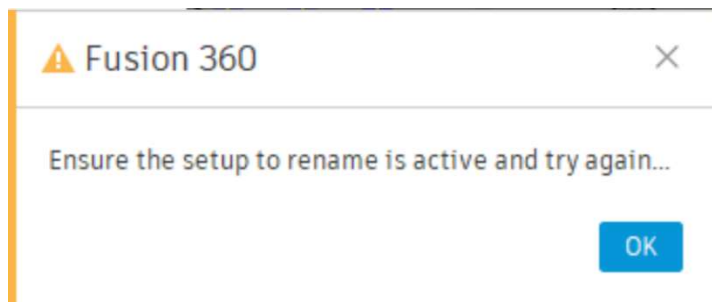 Fusion 360
Ensure the setup to rename is active and try again...
OK